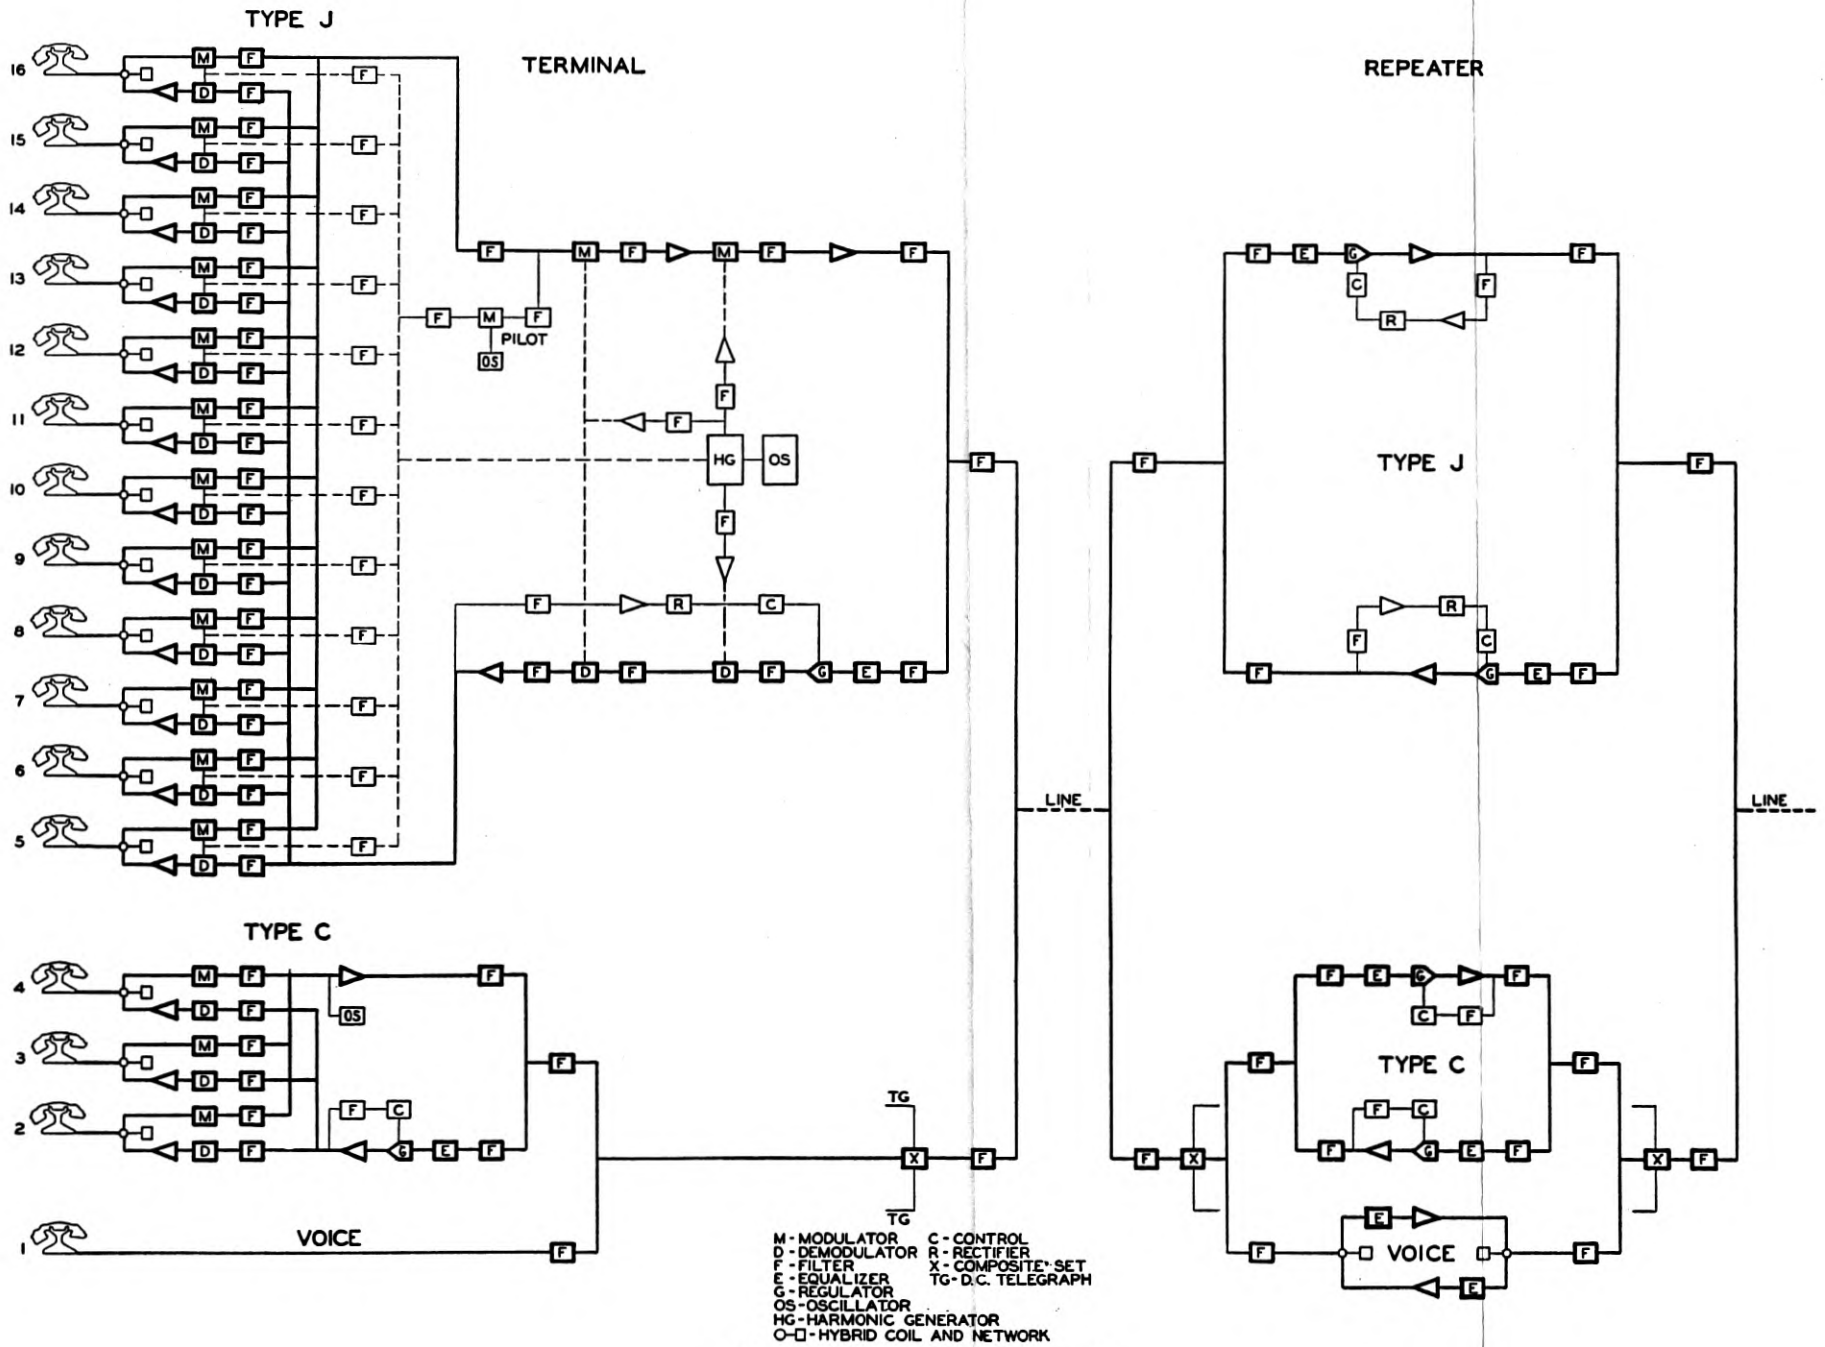 TYPE J
TERMINAL
REPEATER
16 M F F
D F
15 M F F
D F
14 M F F
D F
13 M F F
D F
12 M F F
D F
11 M F F
D F
10 M F F
D F
9 M F F
D F
8 M F F
D F
7 M F F
D F
6 M F F
D F
5 M F F
D F
F M F M F F
F M F
PILOT
OS
F
F
HG OS
F
F R C
F D F D F G E F
F
F E G F
C F
R
F TYPE J F
R
F C
F G E F
LINE
LINE
TYPE C
4 M F F
D F OS
3 M F
D F
2 M F F C
D F G E F
F
1 VOICE F
TG
X F
TG
F E G F
C F
F TYPE C F
F C
F G E F
F X X F
E
F VOICE F
E
M - MODULATOR C - CONTROL
D - DEMODULATOR R - RECTIFIER
F - FILTER X - COMPOSITE SET
E - EQUALIZER TG - D.C. TELEGRAPH
G - REGULATOR
OS - OSCILLATOR
HG - HARMONIC GENERATOR
O-□ - HYBRID COIL AND NETWORK